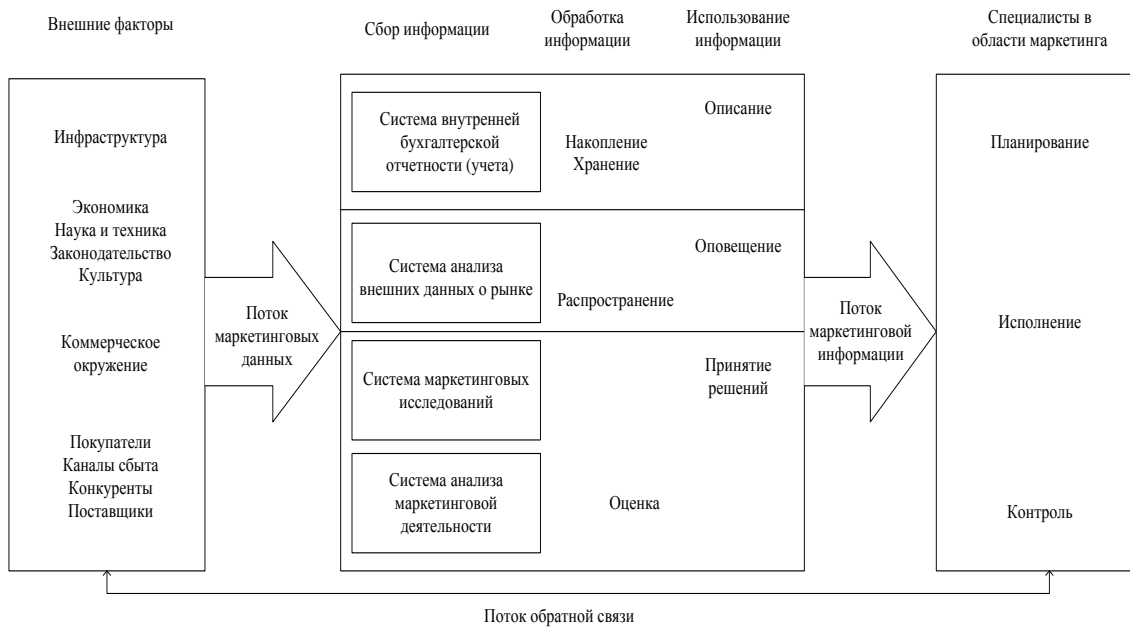 Внешние факторы
Сбор информации
Обработка
информации
Использование
информации
Специалисты в
области маркетинга
Инфраструктура
Экономика
Наука и техника
Законодательство
Культура
Коммерческое
окружение
Покупатели
Каналы сбыта
Конкуренты
Поставщики
Поток
маркетинговых
данных
Система внутренней
бухгалтерской
отчетности (учета)
Накопление
Хранение
Описание
Система анализа
внешних данных о рынке
Распространение
Оповещение
Система маркетинговых
исследований
Принятие
решений
Система анализа
маркетинговой
деятельности
Оценка
Поток
маркетинговой
информации
Планирование
Исполнение
Контроль
Поток обратной связи